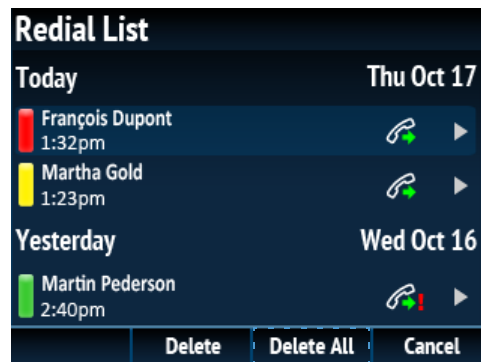 Redial List
Today Thu Oct 17
François Dupont
1:32pm
Martha Gold
1:23pm
Yesterday Wed Oct 16
Martin Pederson
2:40pm
Delete Delete All Cancel